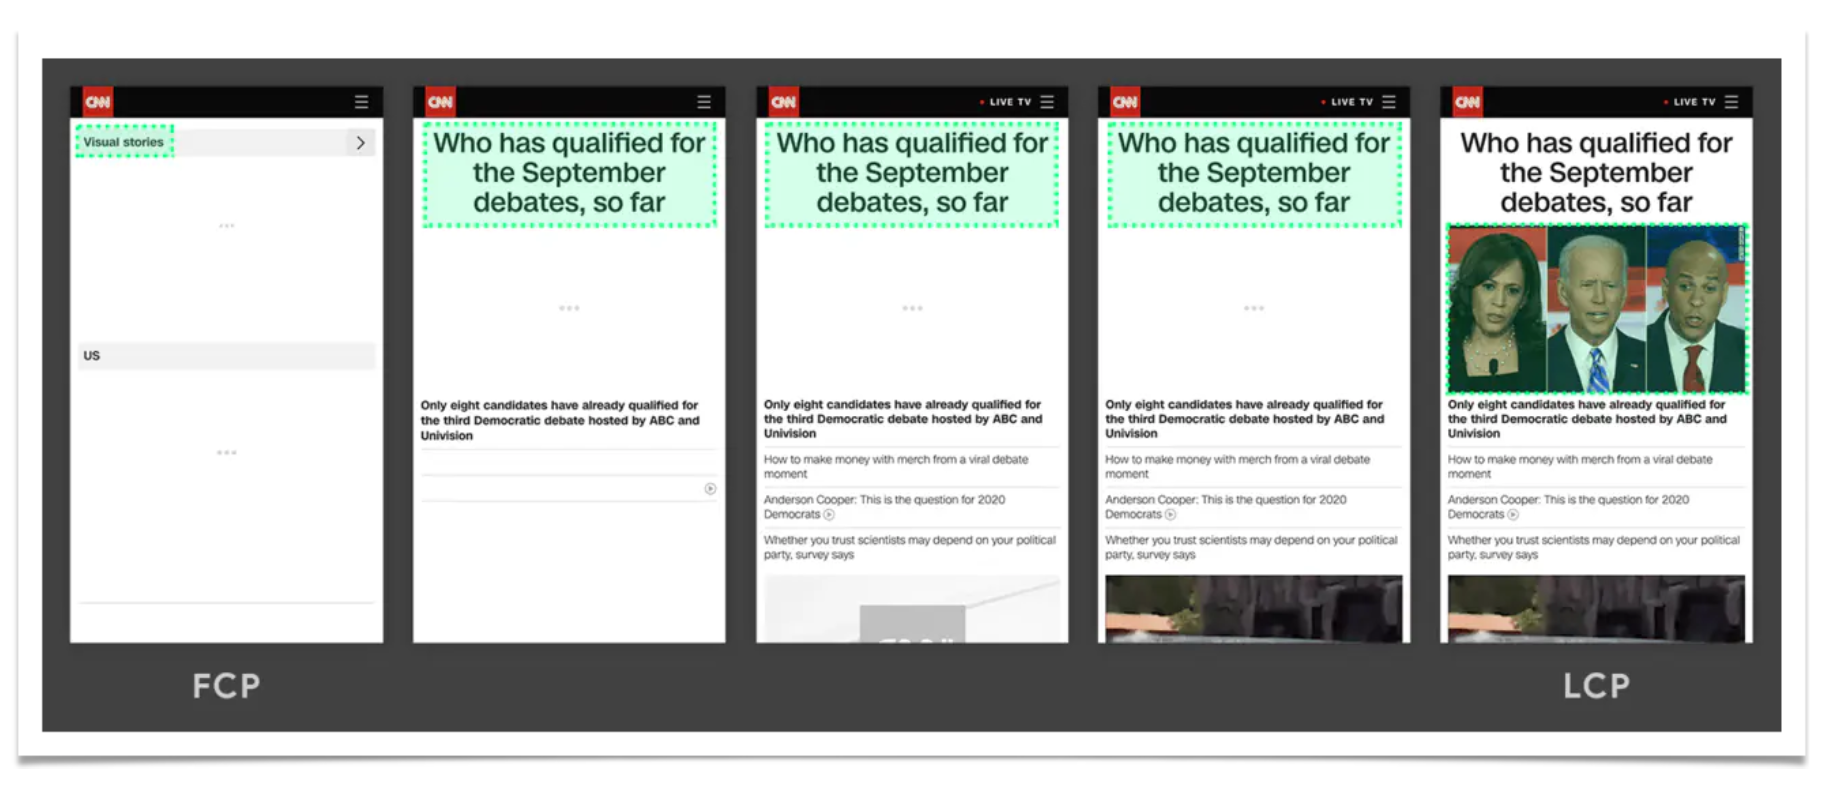 CNN
Visual stories
US
FCP
CNN
Who has qualified for
the September
debates, so far
Only eight candidates have already qualified for
the third Democratic debate hosted by ABC and
Univision
CNN
LIVE TV
Who has qualified for
the September
debates, so far
Only eight candidates have already qualified for
the third Democratic debate hosted by ABC and
Univision
How to make money with merch from a viral debate
moment
Anderson Cooper: This is the question for 2020
Democrats
Whether you trust scientists may depend on your political
party, survey says
CNN
LIVE TV
Who has qualified for
the September
debates, so far
Only eight candidates have already qualified for
the third Democratic debate hosted by ABC and
Univision
How to make money with merch from a viral debate
moment
Anderson Cooper: This is the question for 2020
Democrats
Whether you trust scientists may depend on your political
party, survey says
CNN
LIVE TV
Who has qualified for
the September
debates, so far
Only eight candidates have already qualified for
the third Democratic debate hosted by ABC and
Univision
How to make money with merch from a viral debate
moment
Anderson Cooper: This is the question for 2020
Democrats
Whether you trust scientists may depend on your political
party, survey says
LCP